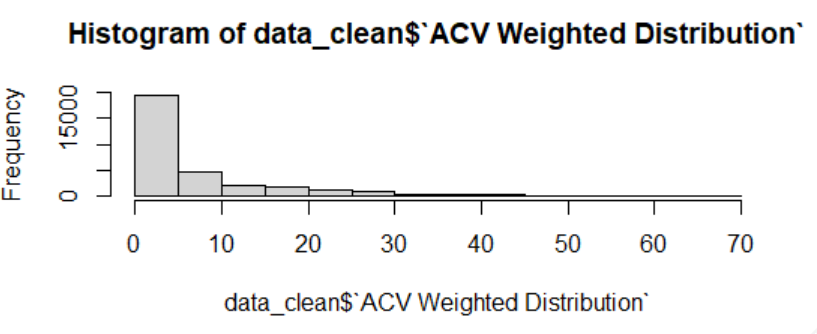 Histogram of data_clean$`ACV Weighted Distribution`
Frequency
15000
0
0 10 20 30 40 50 60 70
data_clean$`ACV Weighted Distribution`